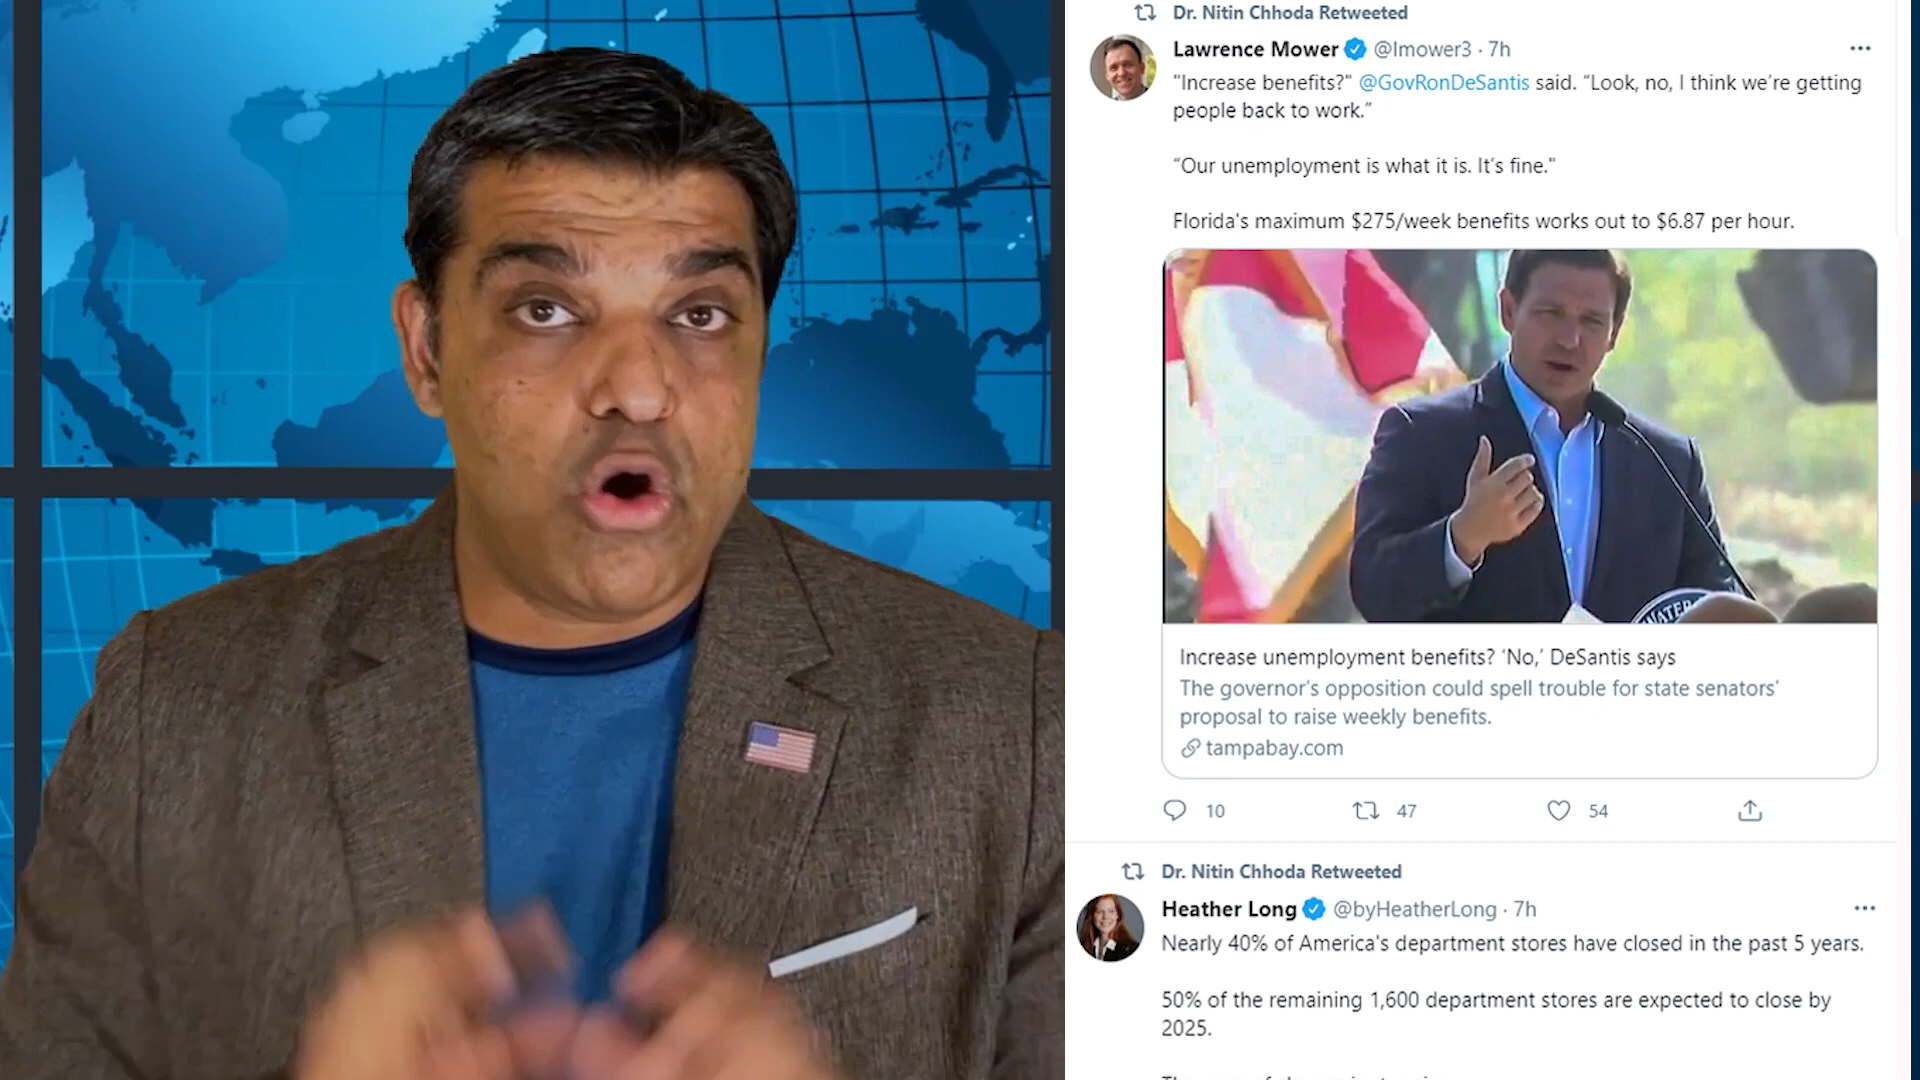 Dr. Nitin Chhoda Retweeted
Lawrence Mower @lmower3 · 7h
"Increase benefits?" @GovRonDeSantis said. “Look, no, I think we’re getting
people back to work.”
“Our unemployment is what it is. It’s fine."
Florida's maximum $275/week benefits works out to $6.87 per hour.
WATER
Increase unemployment benefits? ‘No,’ DeSantis says
The governor’s opposition could spell trouble for state senators’
proposal to raise weekly benefits.
tampabay.com
10 47 54
Dr. Nitin Chhoda Retweeted
Heather Long @byHeatherLong · 7h
Nearly 40% of America's department stores have closed in the past 5 years.
50% of the remaining 1,600 department stores are expected to close by
2025.